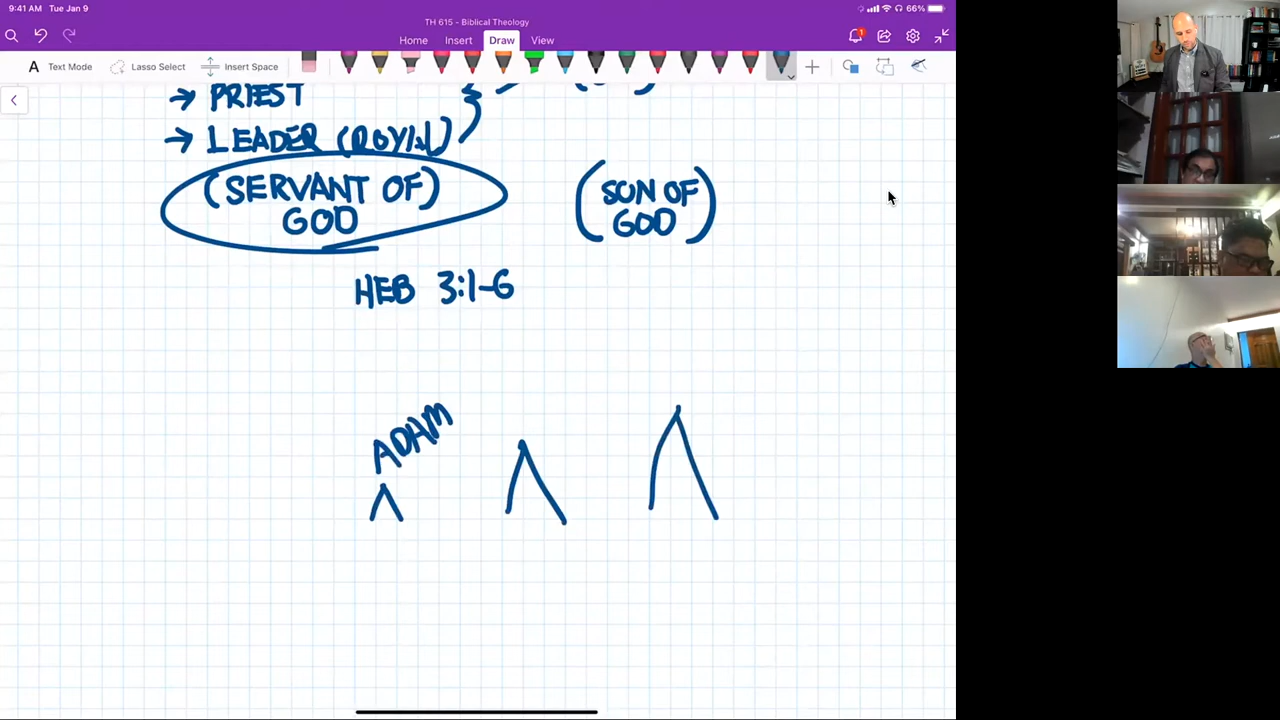 9:41 AM Tue Jan 9
66%
TH 615 - Biblical Theology
Home Insert Draw View
1
A Text Mode Lasso Select Insert Space
→ PRIEST
→ LEADER (ROYAL)
(SERVANT OF)
GOD
(SON OF
GOD)
HEB 3:1-6
ADAM